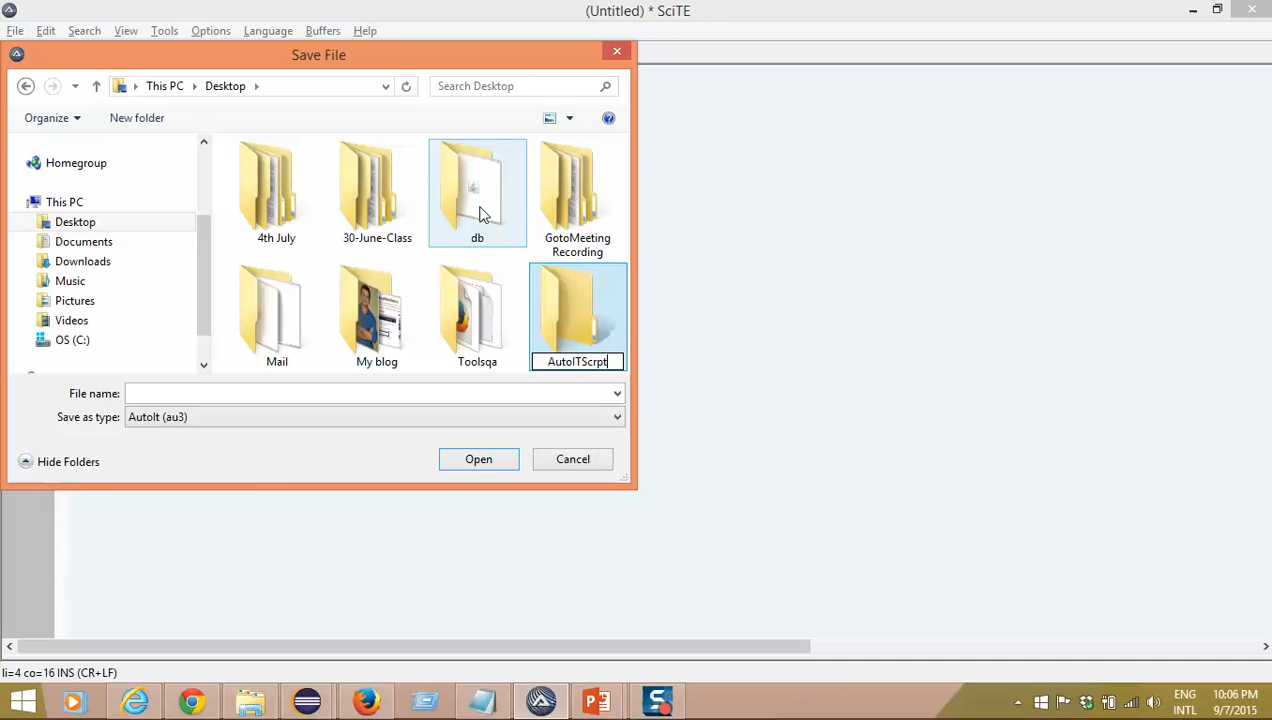 (Untitled) * SciTE
File Edit Search View Tools Options Language Buffers Help
Save File
This PC Desktop
Search Desktop
Organize New folder
Homegroup
This PC
Desktop
Documents
Downloads
Music
Pictures
Videos
OS (C:)
4th July
30-June-Class
db
GotoMeeting
Recording
Mail
My blog
Toolsqa
AutoITScrpt
File name:
Save as type: AutoIt (au3)
Hide Folders
Open
Cancel
li=4 co=16 INS (CR+LF)
ENG
INTL
10:06 PM
9/7/2015